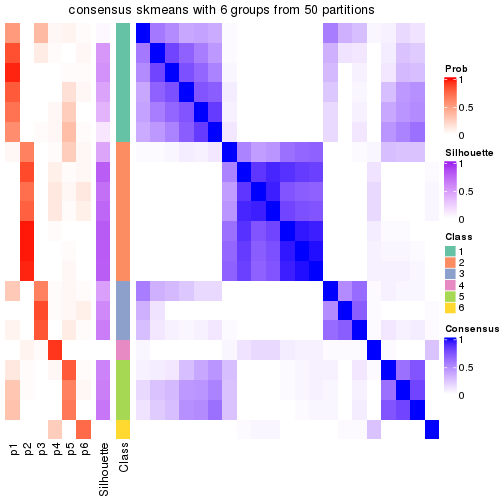 consensus skmeans with 6 groups from 50 partitions
Prob
1
0.5
0
Silhouette
1
0.5
0
Class
1
2
3
4
5
6
Consensus
1
0.5
0
p1 p2 p3 p4 p5 p6 Silhouette Class